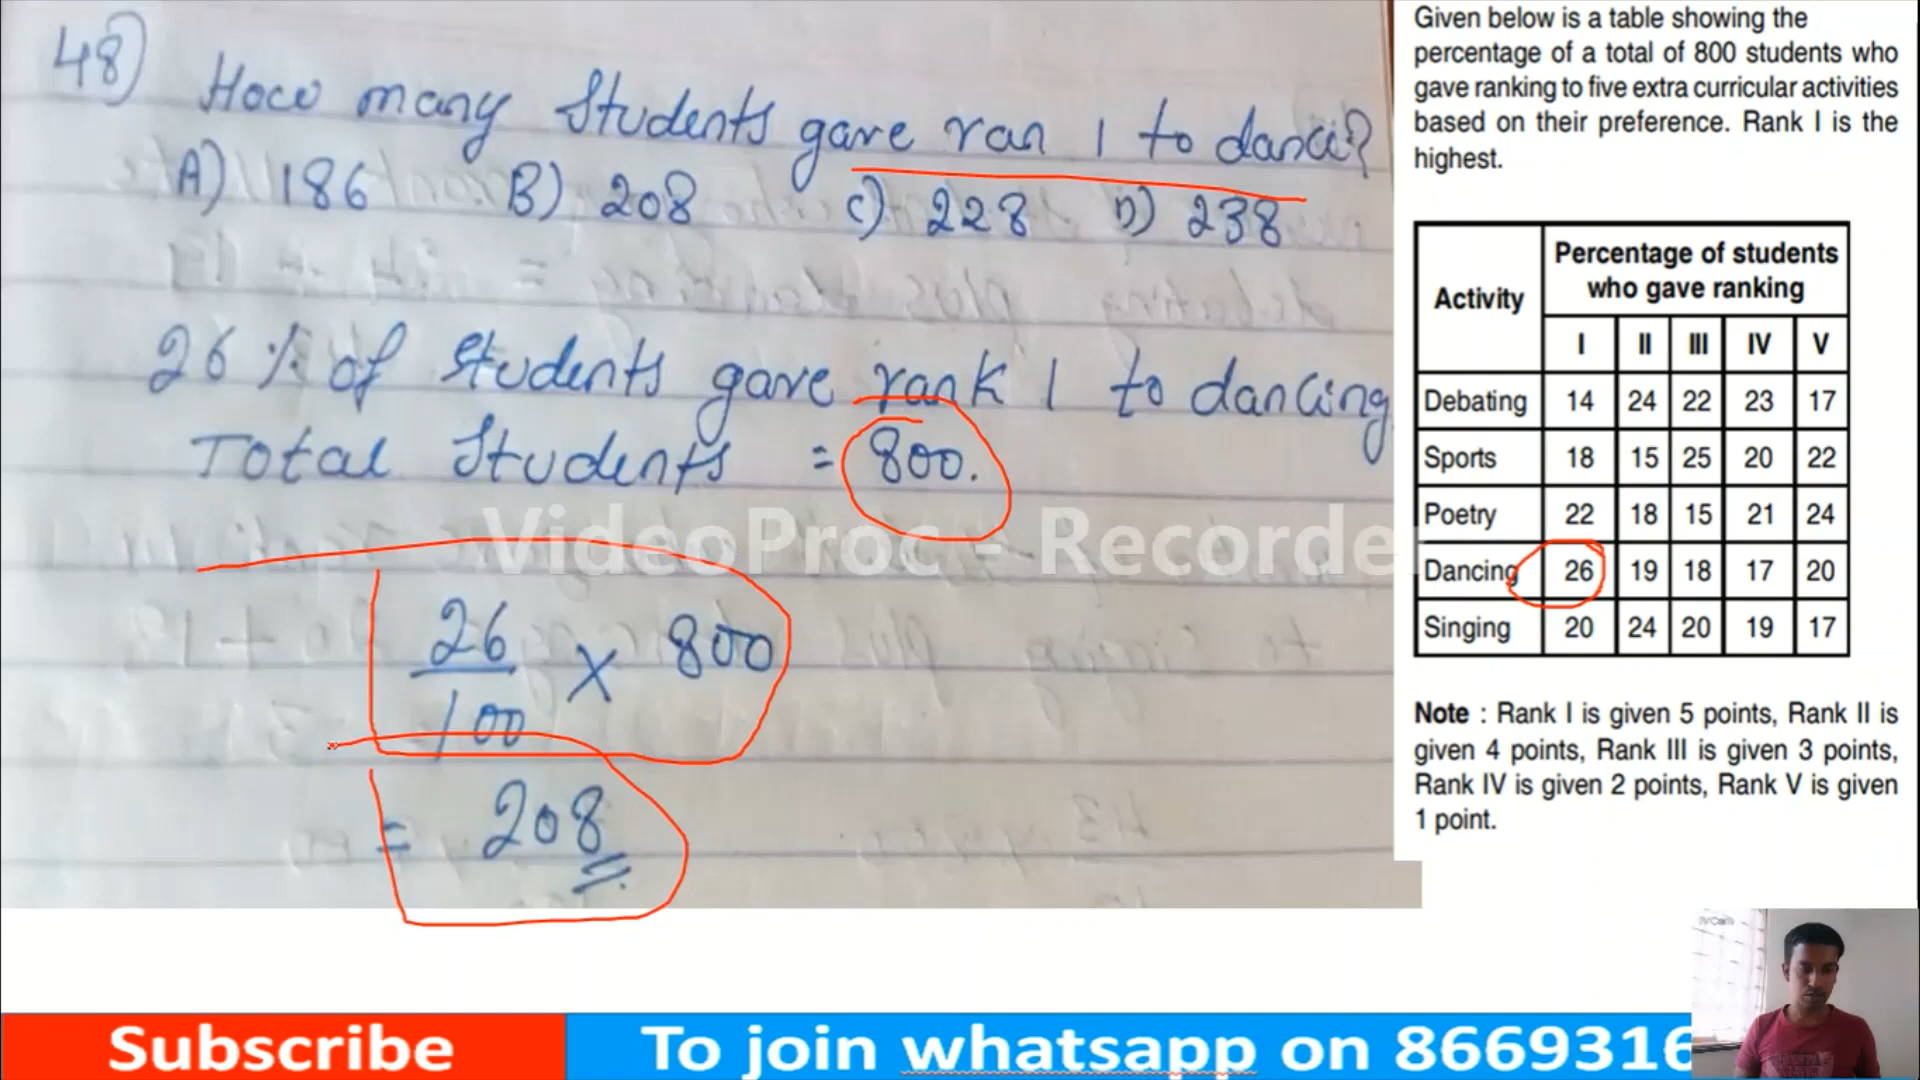 48)
How many Students gave ran 1 to dance?
A) 186 B) 208 C) 228 D) 238
26 % of Students gave rank 1 to dancing
Total Students = 800.
VideoProc - Recorde
26
100
× 800
= 208
Given below is a table showing the
percentage of a total of 800 students who
gave ranking to five extra curricular activities
based on their preference. Rank I is the
highest.
Activity Percentage of students
who gave ranking
I II III IV V
Debating 14 24 22 23 17
Sports 18 15 25 20 22
Poetry 22 18 15 21 24
Dancing 26 19 18 17 20
Singing 20 24 20 19 17
Note : Rank I is given 5 points, Rank II is
given 4 points, Rank III is given 3 points,
Rank IV is given 2 points, Rank V is given
1 point.
Subscribe
To join whatsapp on 8669316